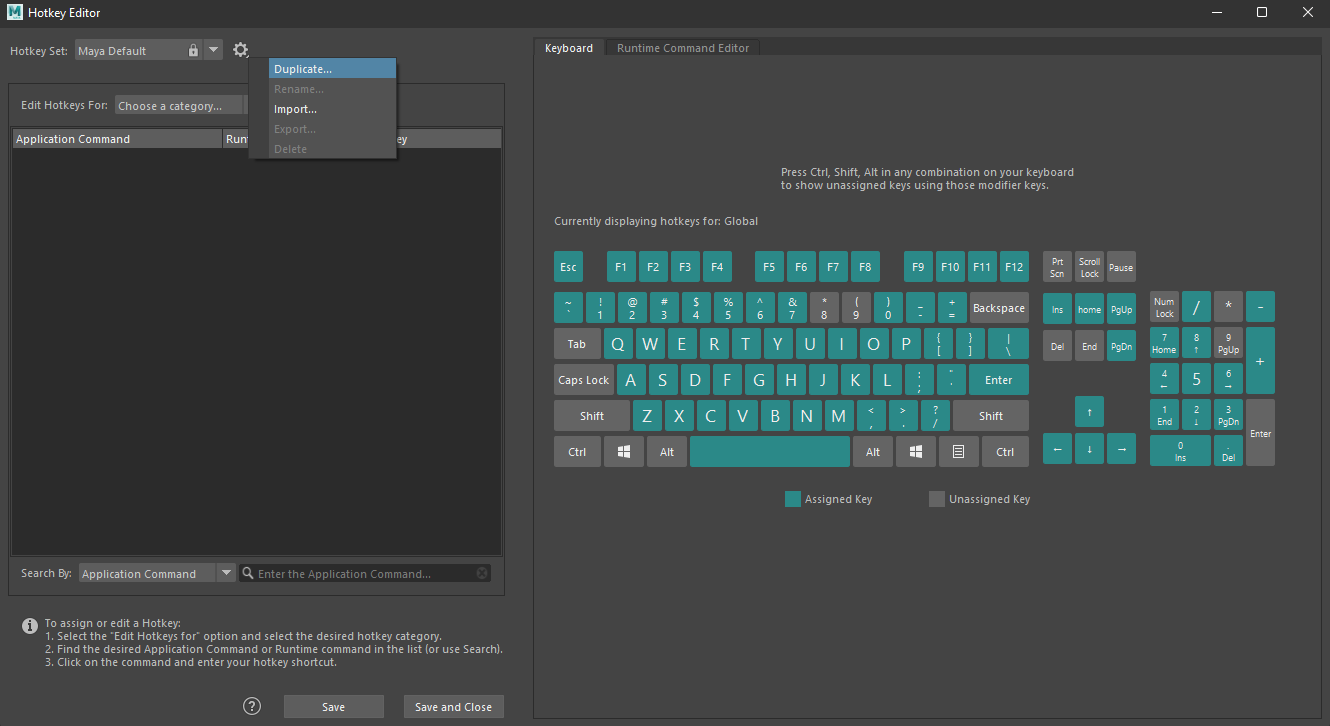 Hotkey Editor
Hotkey Set: Maya Default
Duplicate...
Rename...
Import...
Export...
Delete
Edit Hotkeys For: Choose a category...
Application Command
Keyboard Runtime Command Editor
Press Ctrl, Shift, Alt in any combination on your keyboard
to show unassigned keys using those modifier keys.
Currently displaying hotkeys for: Global
Esc F1 F2 F3 F4 F5 F6 F7 F8 F9 F10 F11 F12 Prt Scn Scroll Lock Pause
~ ` ! 1 @ 2 # 3 $ 4 % 5 ^ 6 & 7 * 8 ( 9 ) 0 _ - + = Backspace Ins home PgUp Num Lock / * -
Tab Q W E R T Y U I O P { [ } ] | \ Del End PgDn 7 Home 8 ↑ 9 PgUp +
Caps Lock A S D F G H J K L : ; Enter 4 ← 5 6 →
Shift Z X C V B N M < , > . ? / Shift ↑ 1 End 2 ↓ 3 PgDn Enter
Ctrl Alt Alt Ctrl ← ↓ → 0 Ins . Del
Assigned Key Unassigned Key
Search By: Application Command Enter the Application Command...
To assign or edit a Hotkey:
1. Select the "Edit Hotkeys for" option and select the desired hotkey category.
2. Find the desired Application Command or Runtime command in the list (or use Search).
3. Click on the command and enter your hotkey shortcut.
? Save Save and Close